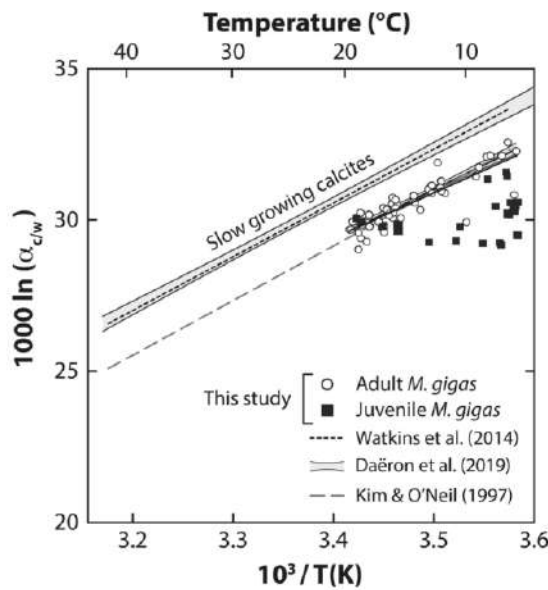 Temperature (°C)
40 30 20 10
35
30
25
20
1000 ln (α c/w)
Slow growing calcites
This study
Adult M. gigas
Juvenile M. gigas
Watkins et al. (2014)
Daëron et al. (2019)
Kim & O'Neil (1997)
3.2 3.3 3.4 3.5 3.6
10³ / T(K)